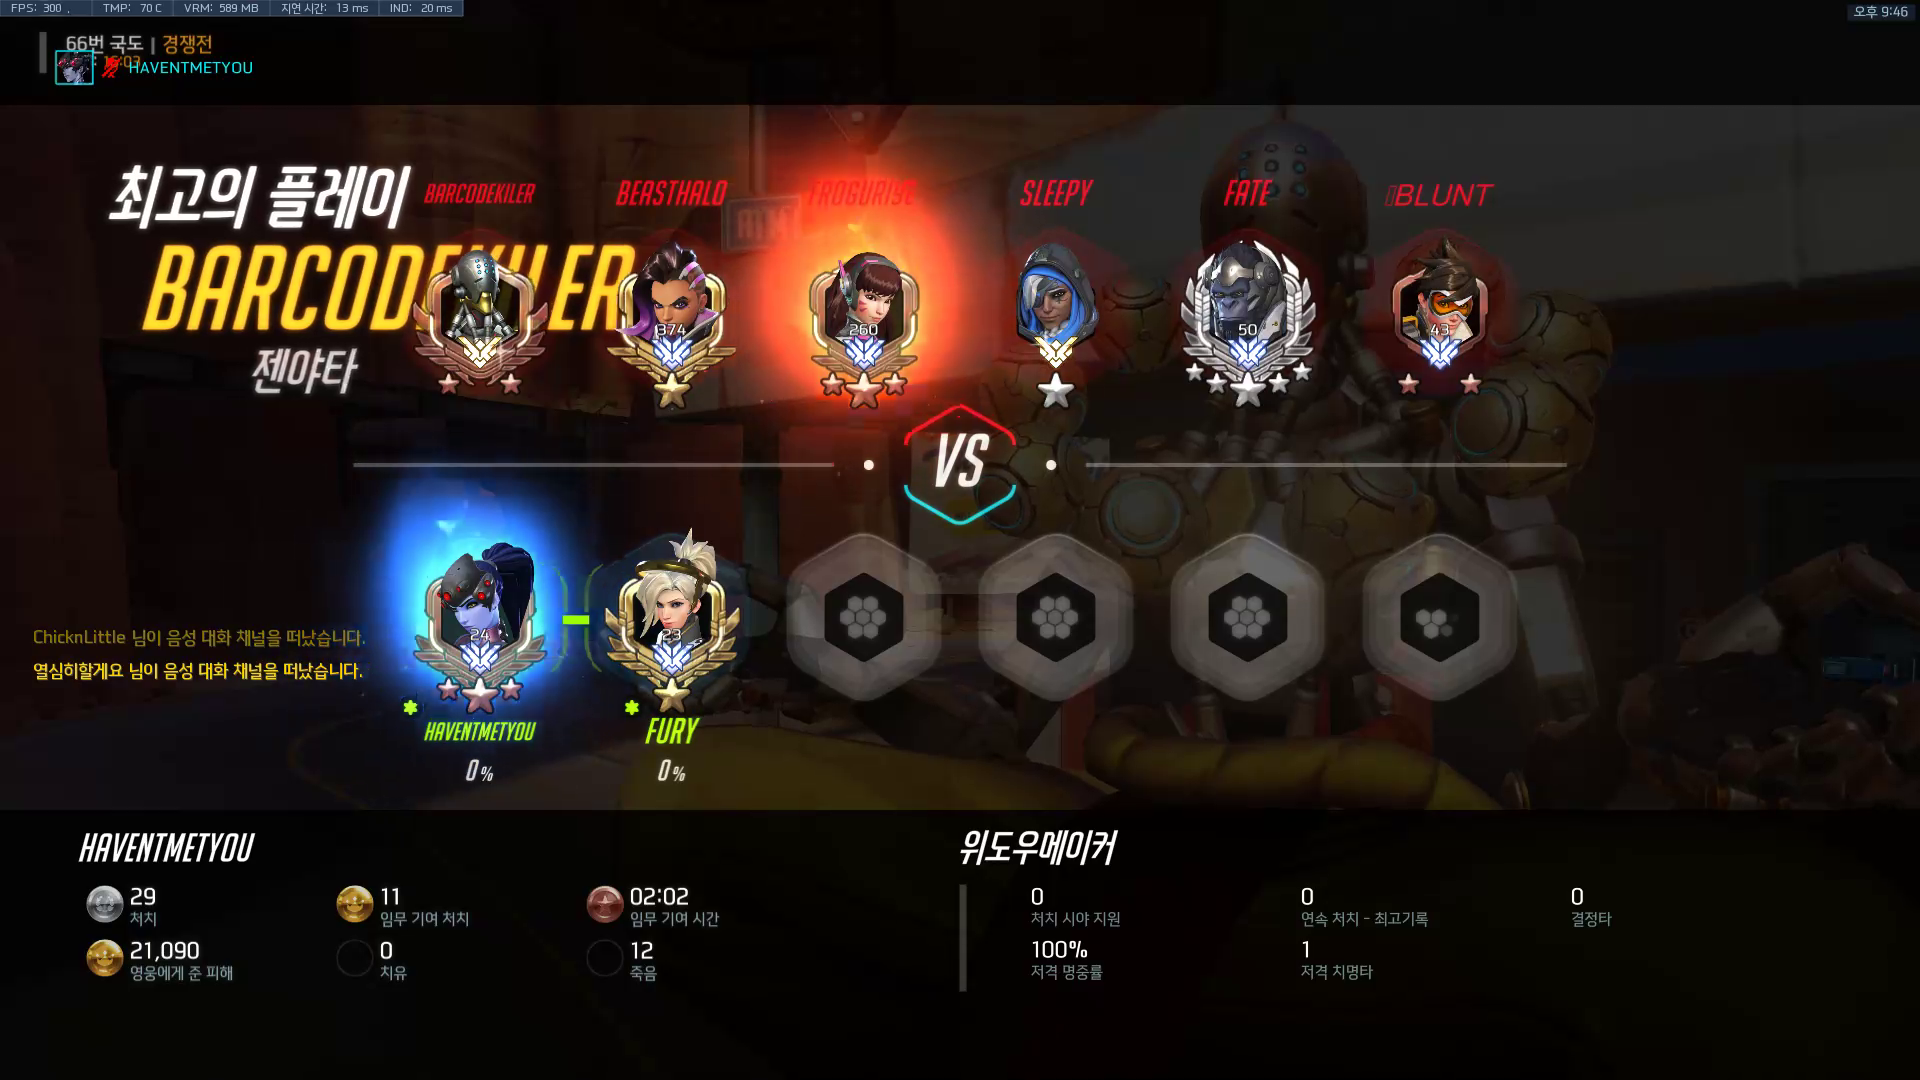 FPS: 300 . TMP: 70 C VRM: 589 MB 지연 시간: 13 ms IND: 20 ms
오후 9:46
66번 국도 | 경쟁전
HAVENTMETYOU
최고의 플레이
BARCODEKILER
젠야타
BARCODEKILER BEASTHALO FROGURISE SLEEPY FATE BLUNT
374 260 50 43
VS
ChicknLittle 님이 음성 대화 채널을 떠났습니다.
열심히할게요 님이 음성 대화 채널을 떠났습니다.
24 23
HAVENTMETYOU FURY
0% 0%
HAVENTMETYOU
29 11 02:02
처치 임무 기여 처치 임무 기여 시간
21,090 0 12
영웅에게 준 피해 치유 죽음
위도우메이커
0 0 0
처치 시야 지원 연속 처치 - 최고기록 결정타
100% 1
저격 명중률 저격 치명타